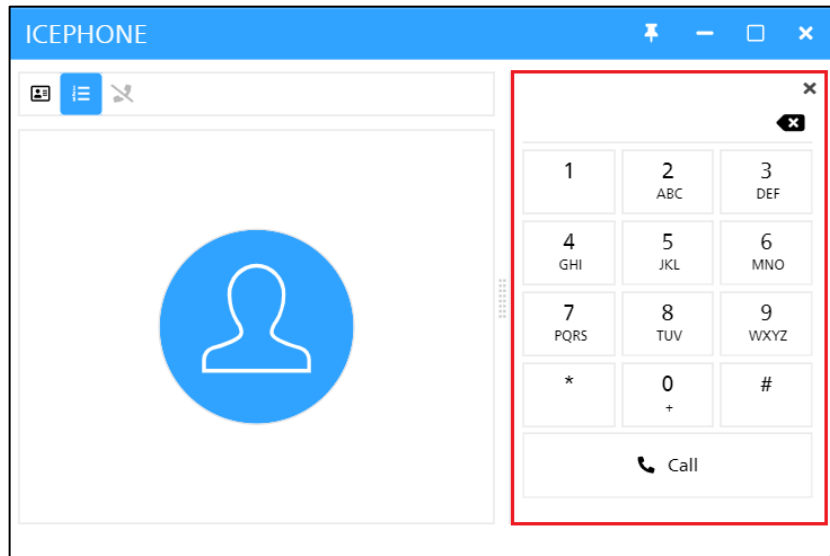 ICEPHONE
1
2
ABC
3
DEF
4
GHI
5
JKL
6
MNO
7
PQRS
8
TUV
9
WXYZ
*
0
+
#
Call